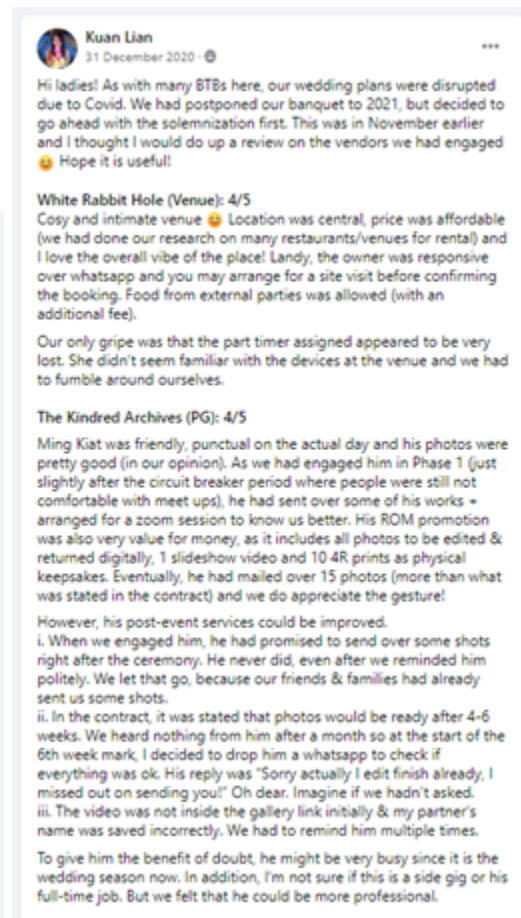 Kuan Lian
31 December 2020 ·
Hi ladies! As with many BTBs here, our wedding plans were disrupted
due to Covid. We had postponed our banquet to 2021, but decided to
go ahead with the solemnization first. This was in November earlier
and I thought I would do up a review on the vendors we had engaged
😆 Hope it is useful!
White Rabbit Hole (Venue): 4/5
Cosy and intimate venue 😆 Location was central, price was affordable
(we had done our research on many restaurants/venues for rental) and
I love the overall vibe of the place! Landy, the owner was responsive
over whatsapp and you may arrange for a site visit before confirming
the booking. Food from external parties was allowed (with an
additional fee).
Our only gripe was that the part timer assigned appeared to be very
lost. She didn't seem familiar with the devices at the venue and we had
to fumble around ourselves.
The Kindred Archives (PG): 4/5
Ming Kiat was friendly, punctual on the actual day and his photos were
pretty good (in our opinion). As we had engaged him in Phase 1 (just
slightly after the circuit breaker period where people were still not
comfortable with meet ups), he had sent over some of his works +
arranged for a zoom session to know us better. His ROM promotion
was also very value for money, as it includes all photos to be edited &
returned digitally, 1 slideshow video and 10 4R prints as physical
keepsakes. Eventually, he had mailed over 15 photos (more than what
was stated in the contract) and we do appreciate the gesture!
However, his post-event services could be improved.
i. When we engaged him, he had promised to send over some shots
right after the ceremony. He never did, even after we reminded him
politely. We let that go, because our friends & families had already
sent us some shots.
ii. In the contract, it was stated that photos would be ready after 4-6
weeks. We heard nothing from him after a month so at the start of the
6th week mark, I decided to drop him a whatsapp to check if
everything was ok. His reply was "Sorry actually I edit finish already, I
missed out on sending you!" Oh dear. Imagine if we hadn't asked.
iii. The video was not inside the gallery link initially & my partner's
name was saved incorrectly. We had to remind him multiple times.
To give him the benefit of doubt, he might be very busy since it is the
wedding season now. In addition, I'm not sure if this is a side gig or his
full-time job. But we felt that he could be more professional.